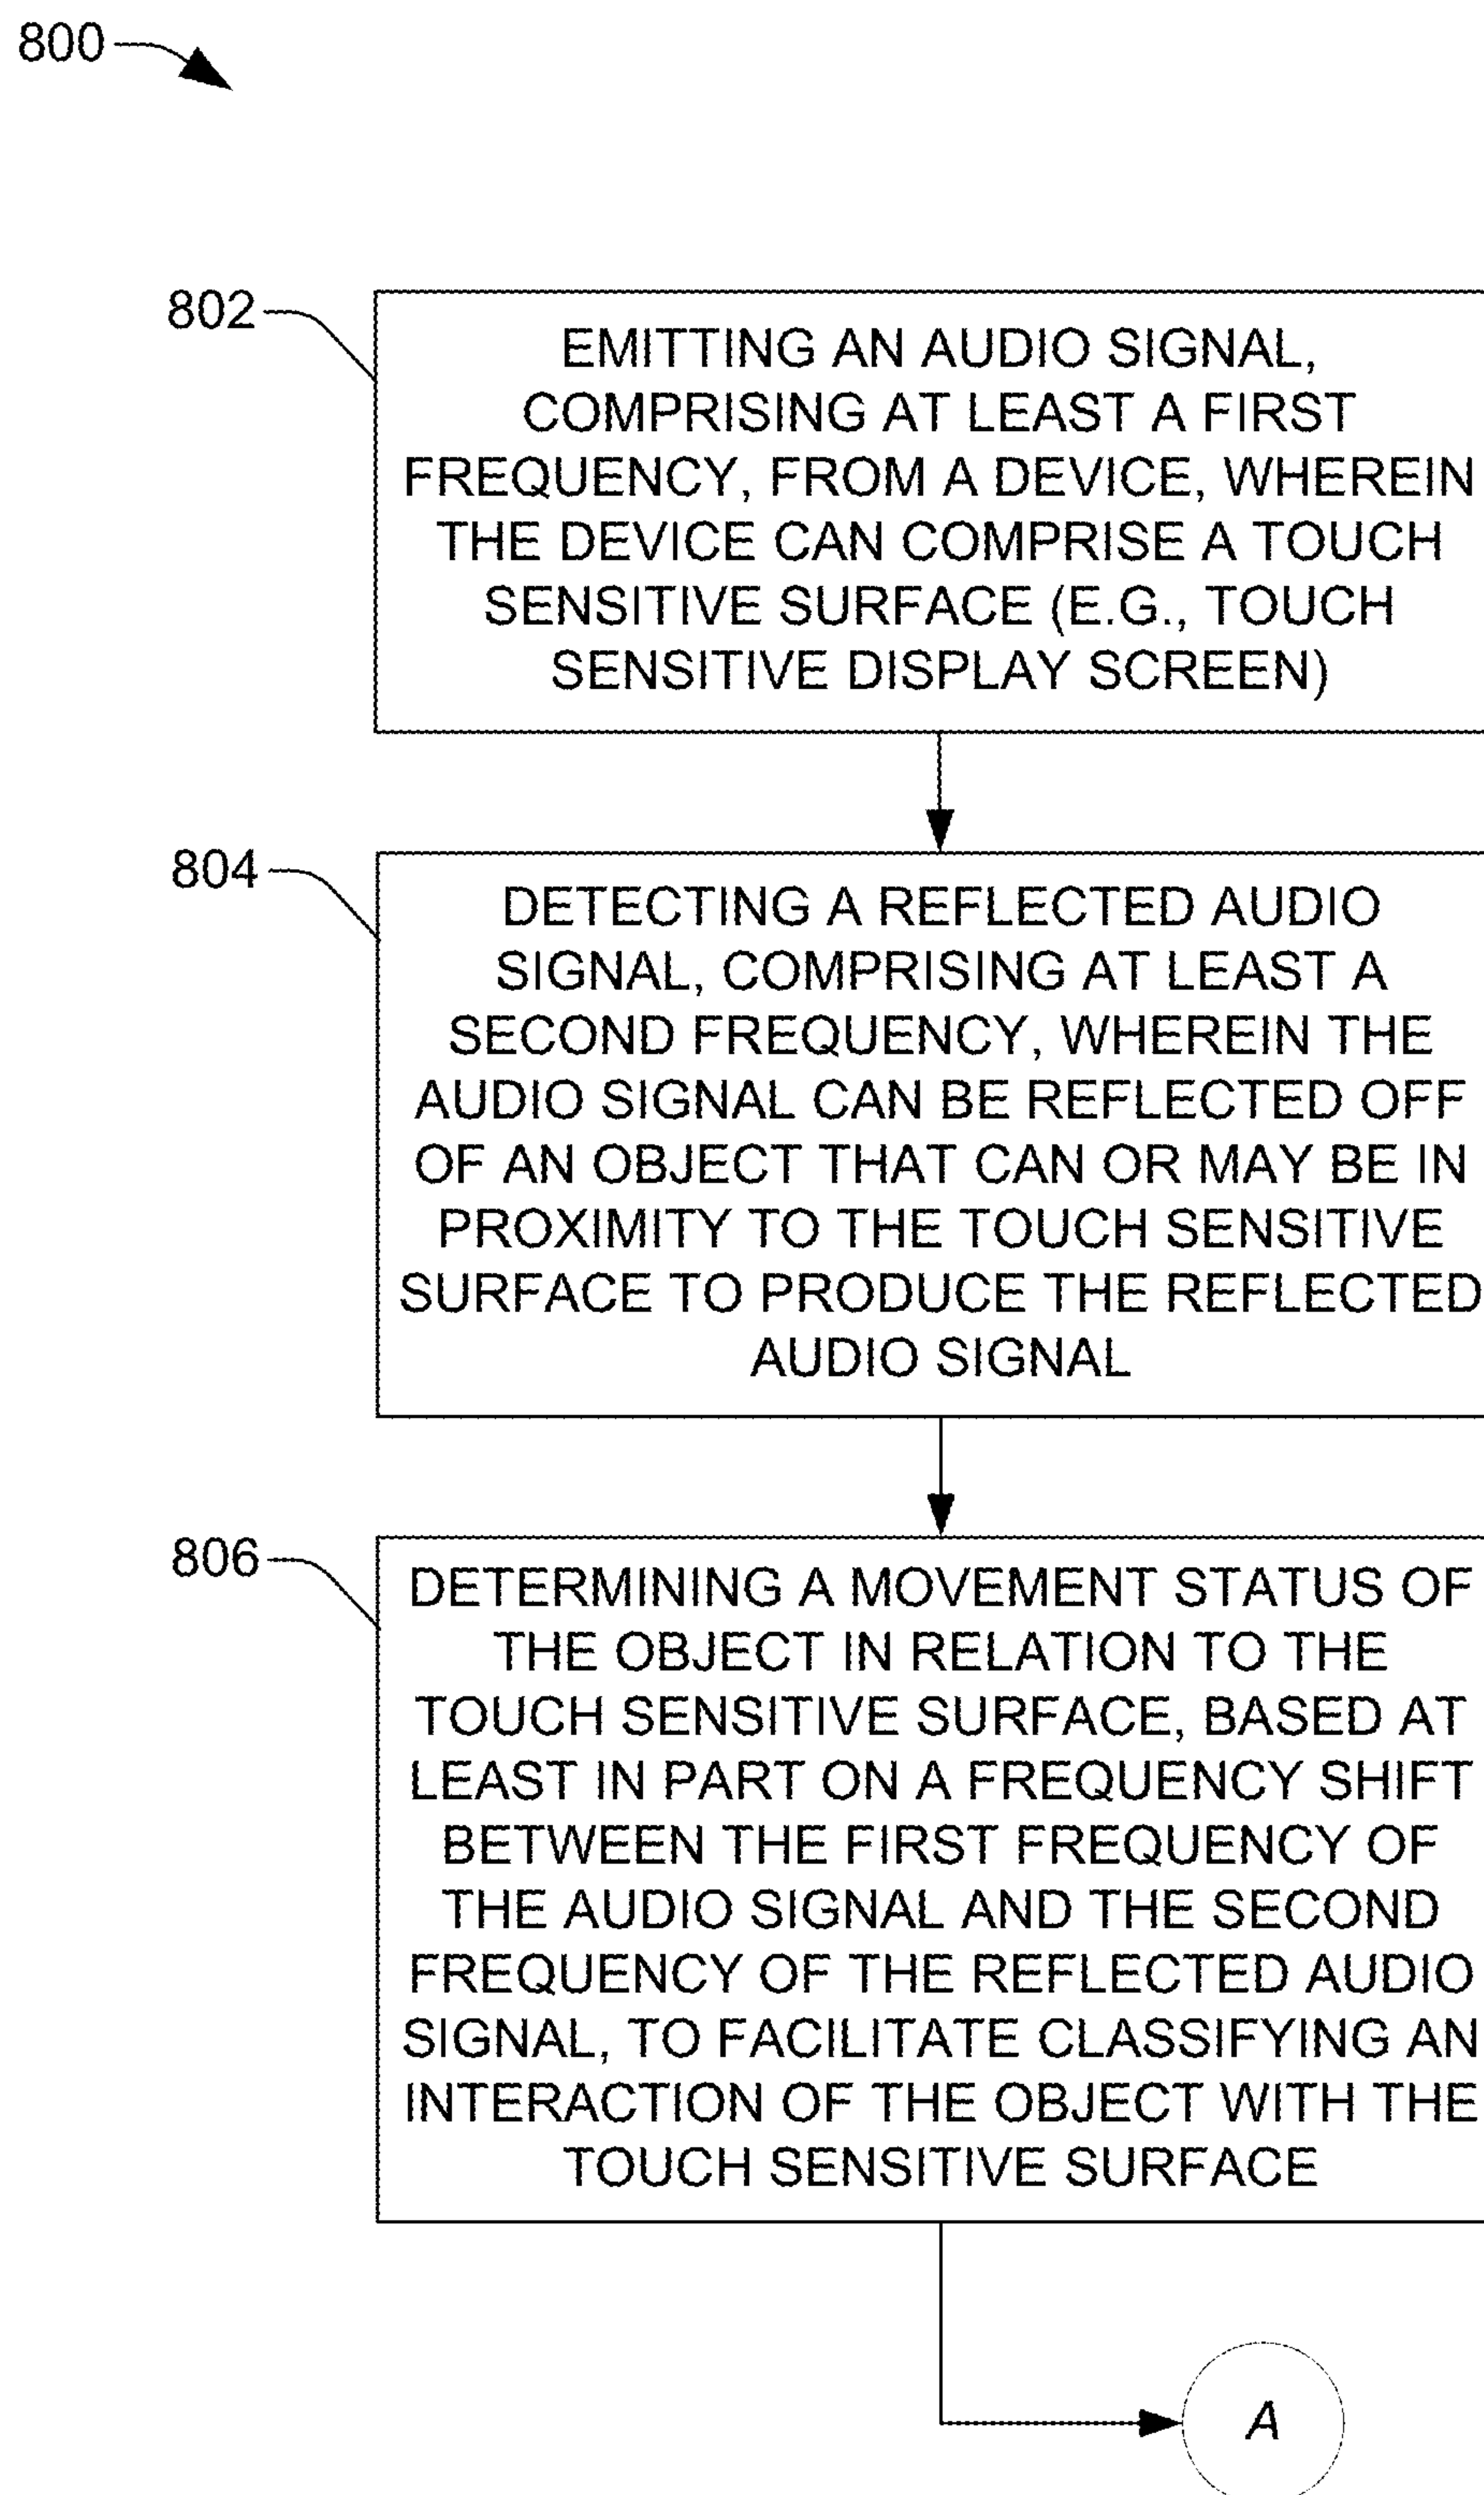 800
802
EMITTING AN AUDIO SIGNAL,
COMPRISING AT LEAST A FIRST
FREQUENCY, FROM A DEVICE, WHEREIN
THE DEVICE CAN COMPRISE A TOUCH
SENSITIVE SURFACE (E.G., TOUCH
SENSITIVE DISPLAY SCREEN)
804
DETECTING A REFLECTED AUDIO
SIGNAL, COMPRISING AT LEAST A
SECOND FREQUENCY, WHEREIN THE
AUDIO SIGNAL CAN BE REFLECTED OFF
OF AN OBJECT THAT CAN OR MAY BE IN
PROXIMITY TO THE TOUCH SENSITIVE
SURFACE TO PRODUCE THE REFLECTED
AUDIO SIGNAL
806
DETERMINING A MOVEMENT STATUS OF
THE OBJECT IN RELATION TO THE
TOUCH SENSITIVE SURFACE, BASED AT
LEAST IN PART ON A FREQUENCY SHIFT
BETWEEN THE FIRST FREQUENCY OF
THE AUDIO SIGNAL AND THE SECOND
FREQUENCY OF THE REFLECTED AUDIO
SIGNAL, TO FACILITATE CLASSIFYING AN
INTERACTION OF THE OBJECT WITH THE
TOUCH SENSITIVE SURFACE
A